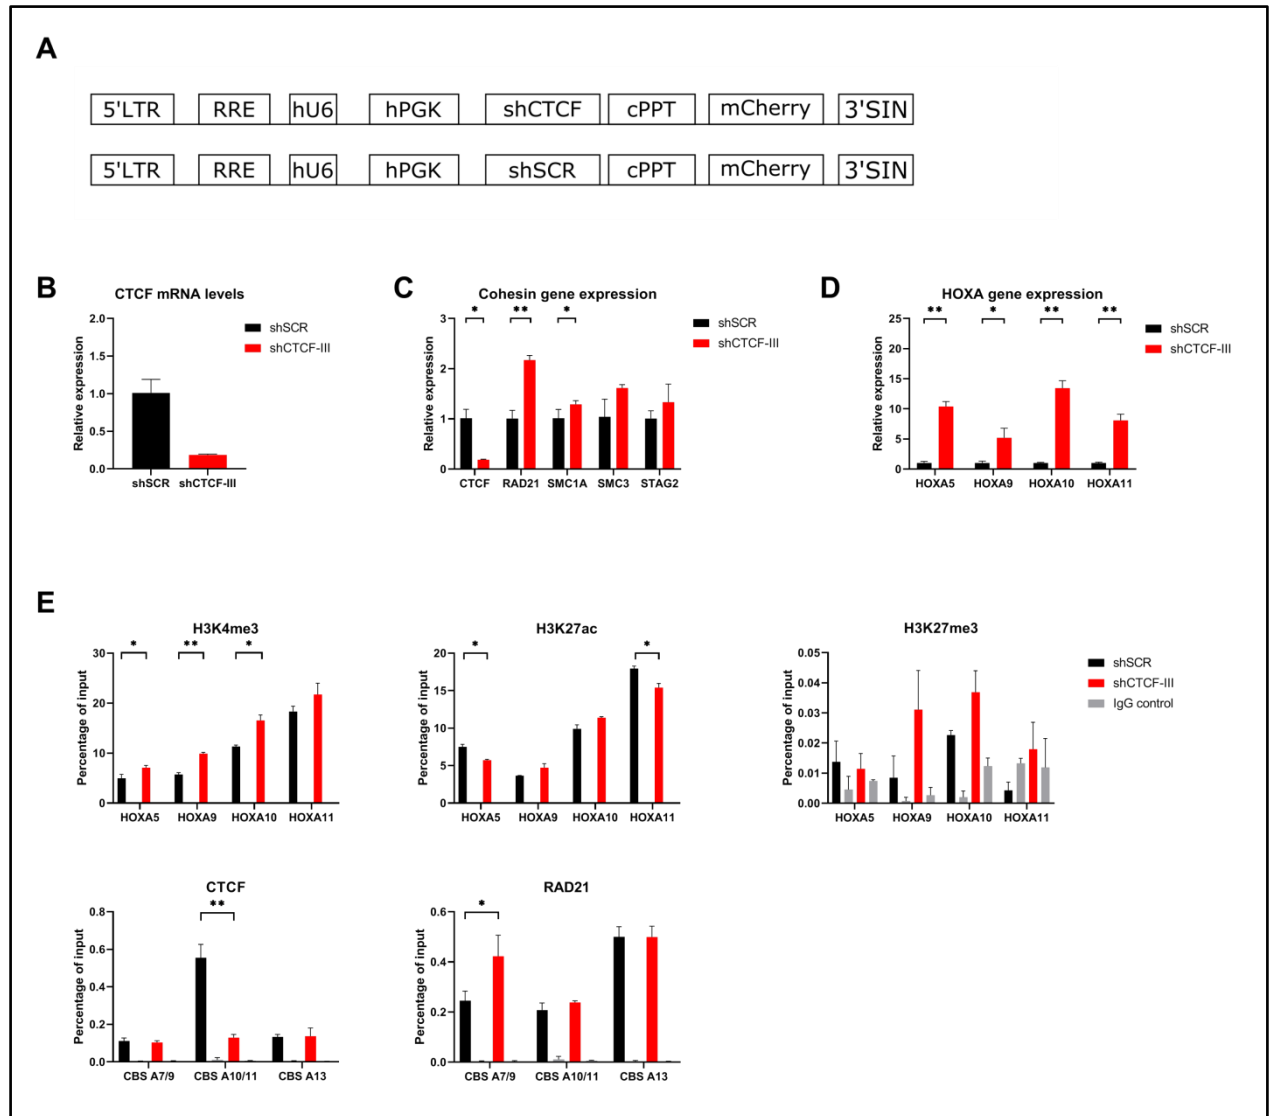 A
5'LTR RRE hU6 hPGK shCTCF cPPT mCherry 3'SIN
5'LTR RRE hU6 hPGK shSCR cPPT mCherry 3'SIN
B
CTCF mRNA levels
Relative expression
2.0
1.5
1.0
0.5
0.0
shSCR shCTCF-III
shSCR
shCTCF-III
C
Cohesin gene expression
Relative expression
3
2
1
0
* ** *
CTCF RAD21 SMC1A SMC3 STAG2
shSCR
shCTCF-III
D
HOXA gene expression
Relative expression
25
20
15
10
5
0
** * ** **
HOXA5 HOXA9 HOXA10 HOXA11
shSCR
shCTCF-III
E
H3K4me3
Percentage of input
30
20
10
0
* ** *
HOXA5 HOXA9 HOXA10 HOXA11
H3K27ac
Percentage of input
20
15
10
5
0
* *
HOXA5 HOXA9 HOXA10 HOXA11
H3K27me3
Percentage of input
0.05
0.04
0.03
0.02
0.01
0.00
HOXA5 HOXA9 HOXA10 HOXA11
shSCR
shCTCF-III
IgG control
CTCF
Percentage of input
0.8
0.6
0.4
0.2
0.0
**
CBS A7/9 CBS A10/11 CBS A13
RAD21
Percentage of input
0.6
0.4
0.2
0.0
*
CBS A7/9 CBS A10/11 CBS A13